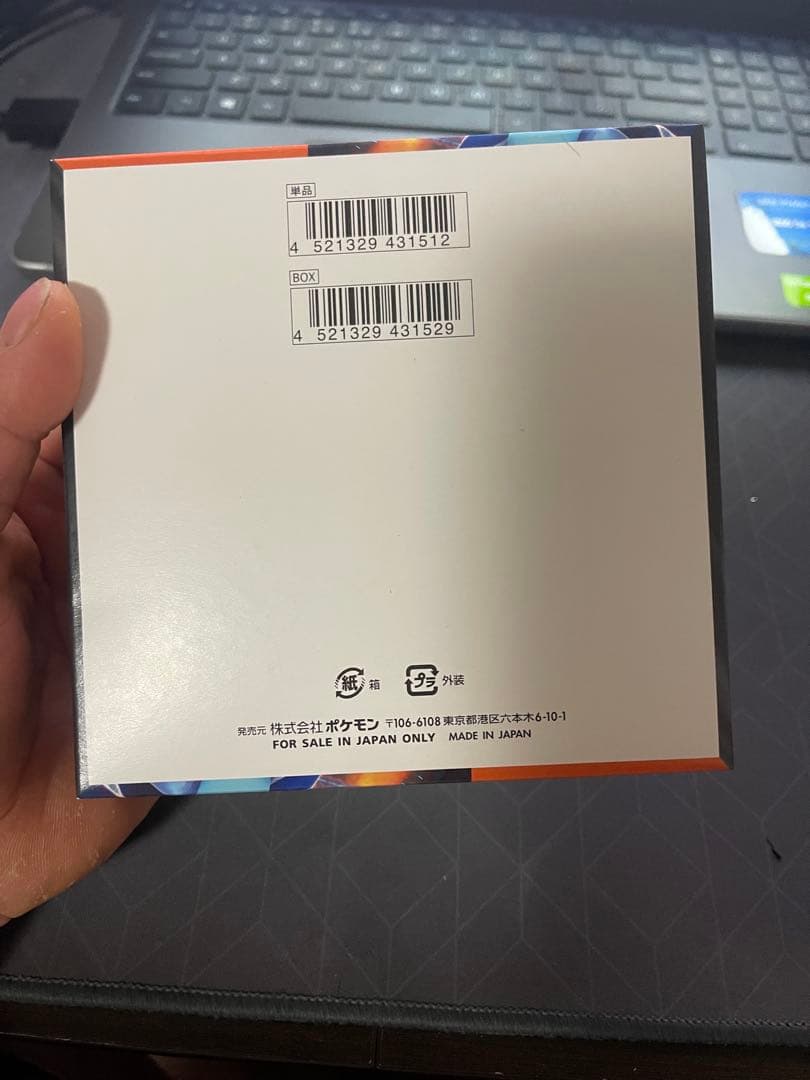 単品
4 521329 431512
BOX
4 521329 431529
紙 箱
プラ 外装
発売元 株式会社ポケモン 〒106-6108 東京都港区六本木6-10-1
FOR SALE IN JAPAN ONLY MADE IN JAPAN